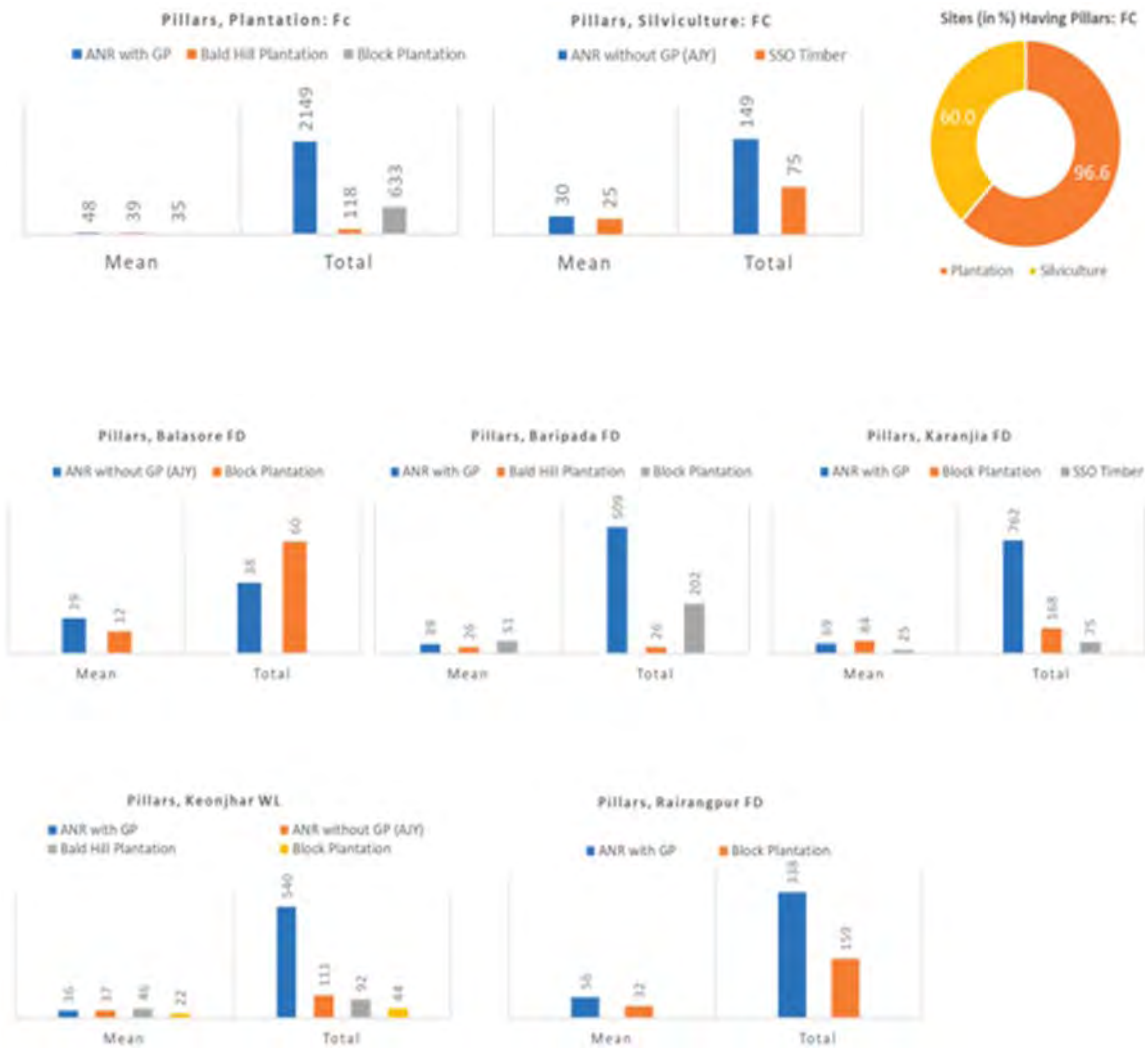 Pillars, Plantation: Fc
ANR with GP Bald Hill Plantation Block Plantation
48 39 35 2149 118 633
Mean Total
Pillars, Silviculture: FC
ANR without GP (AJY) SSO Timber
30 25 149 75
Mean Total
Sites (in %) Having Pillars: FC
60.0
96.6
Plantation Silviculture
Pillars, Balasore FD
ANR without GP (AJY) Block Plantation
19 12 38 60
Mean Total
Pillars, Baripada FD
ANR with GP Bald Hill Plantation Block Plantation
39 26 51 509 26 202
Mean Total
Pillars, Karanjia FD
ANR with GP Block Plantation SSO Timber
69 84 25 762 168 75
Mean Total
Pillars, Keonjhar WL
ANR with GP ANR without GP (AJY)
Bald Hill Plantation Block Plantation
36 37 46 22 540 111 92 44
Mean Total
Pillars, Rairangpur FD
ANR with GP Block Plantation
56 32 338 159
Mean Total